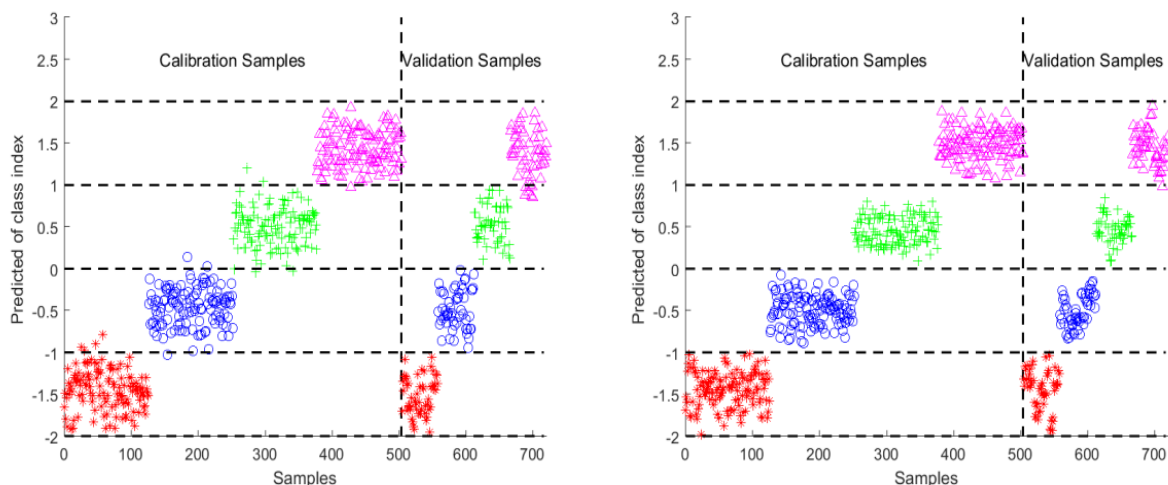 3
2.5
2
1.5
1
0.5
0
-0.5
-1
-1.5
-2
Predicted of class index
Calibration Samples
Validation Samples
0 100 200 300 400 500 600 700
Samples
3
2.5
2
1.5
1
0.5
0
-0.5
-1
-1.5
-2
Predicted of class index
Calibration Samples
Validation Samples
0 100 200 300 400 500 600 700
Samples